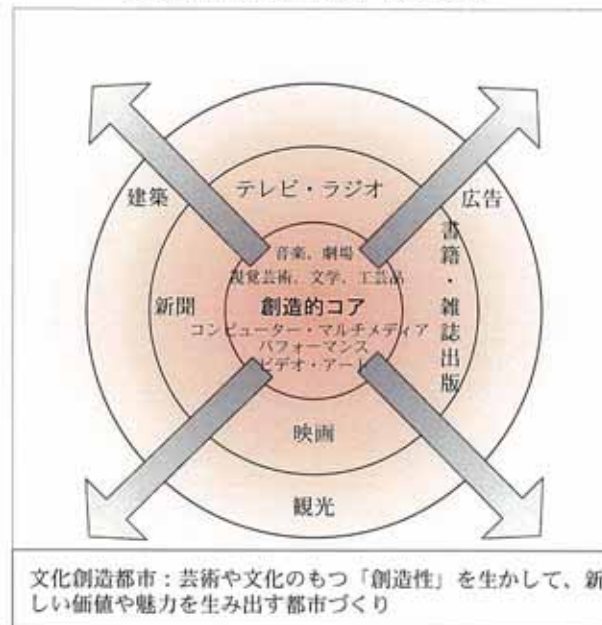 建築
テレビ・ラジオ
広告
音楽、劇場
視覚芸術、文学、工芸品
新聞
創造的コア
書籍・雑誌出版
コンピューター・マルチメディア
パフォーマンス
ビデオ・アート
映画
観光
文化創造都市：芸術や文化のもつ「創造性」を生かして、新
しい価値や魅力を生み出す都市づくり